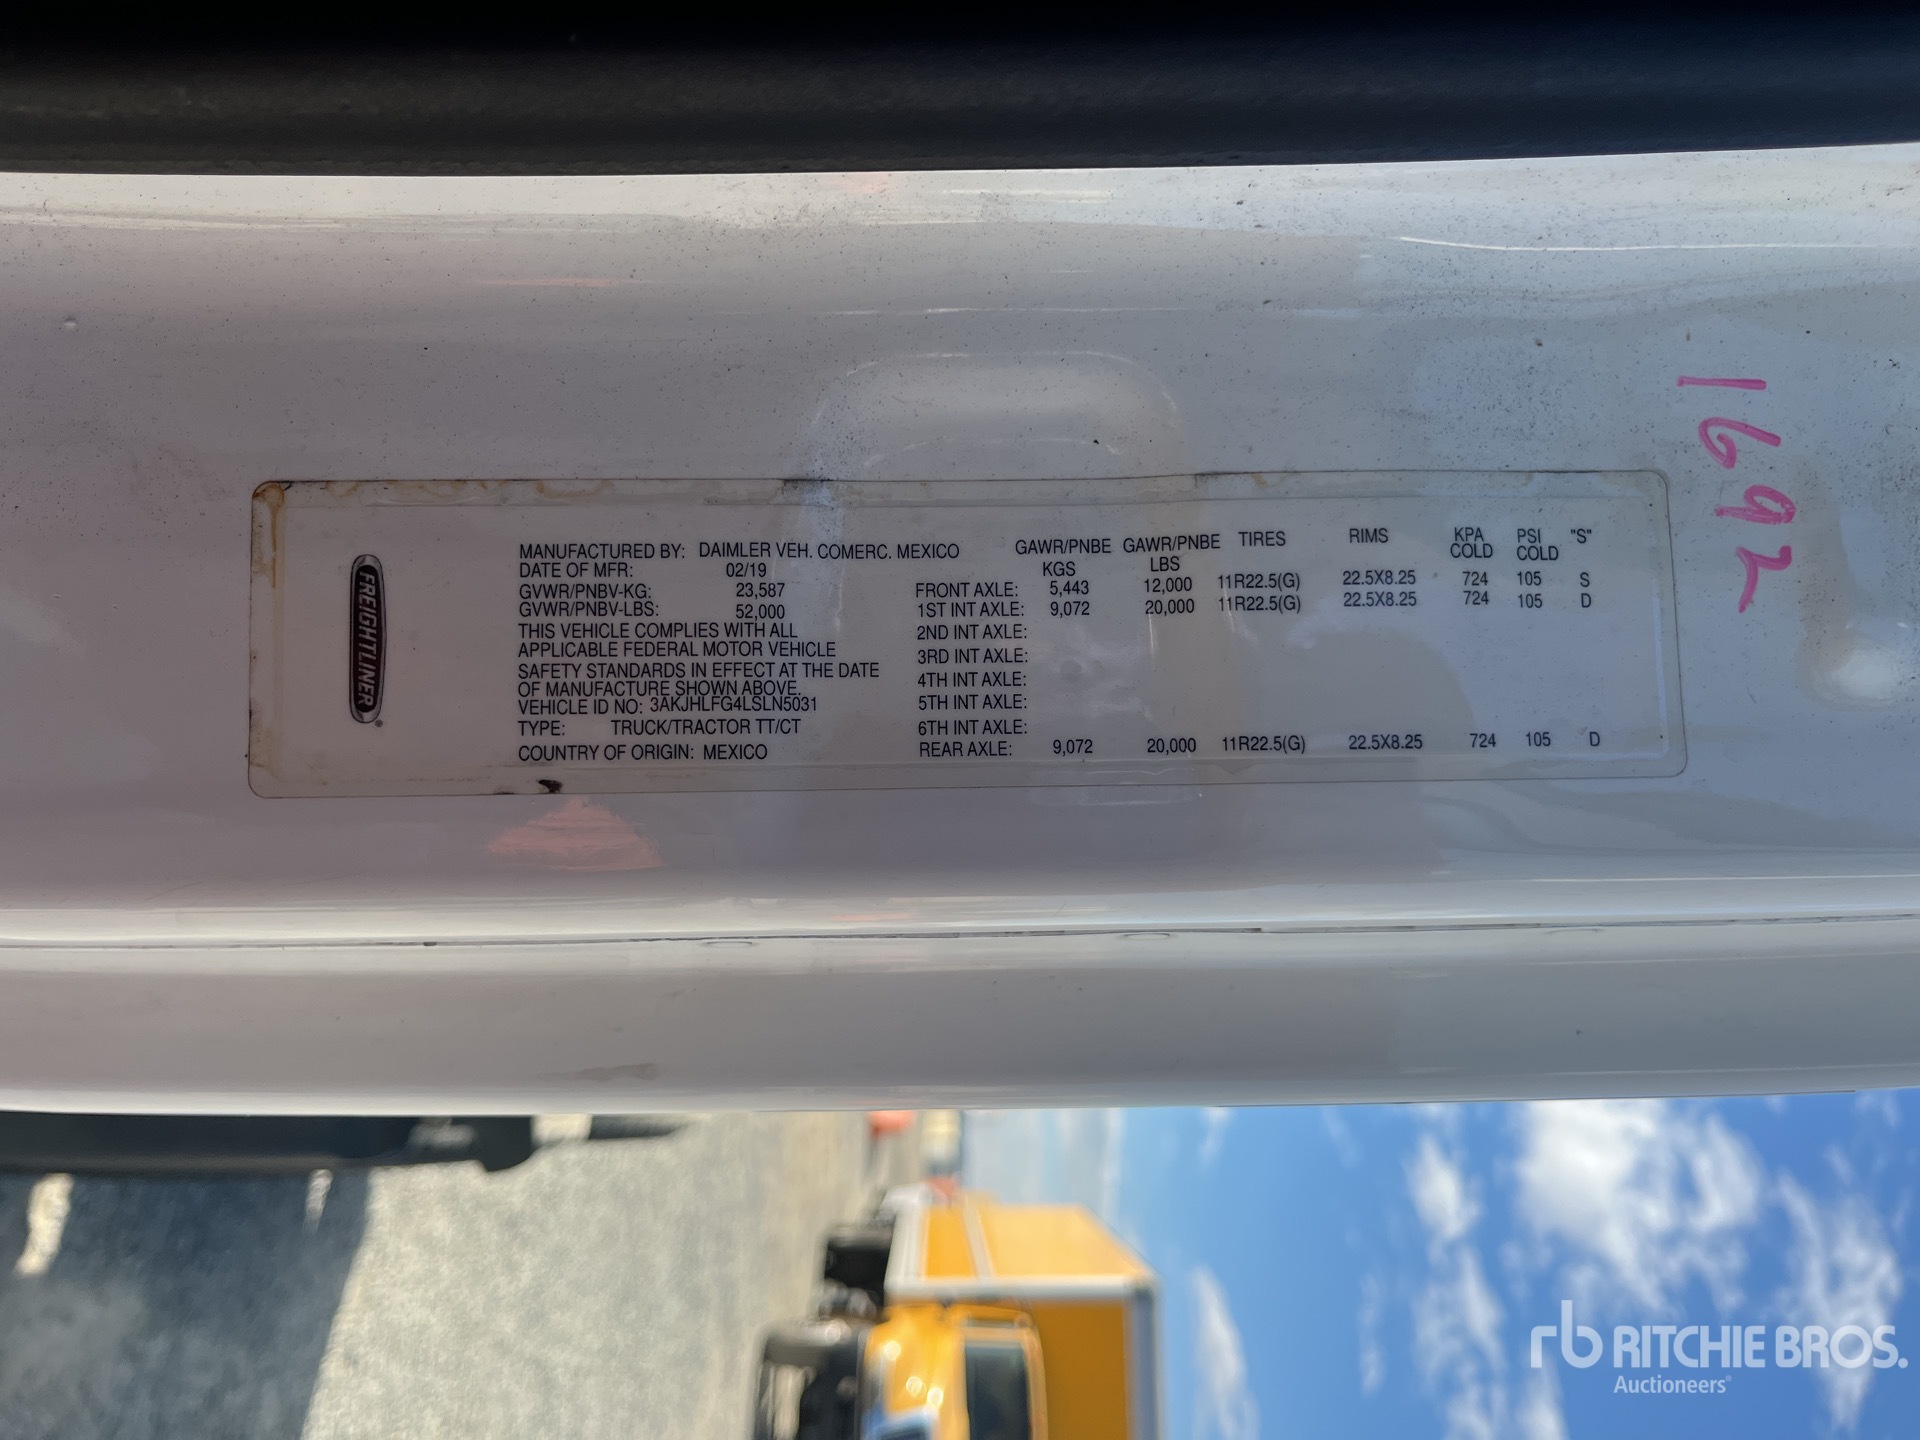 FREIGHTLINER®
MANUFACTURED BY: DAIMLER VEH. COMERC. MEXICO
DATE OF MFR: 02/19
GVWR/PNBV-KG: 23,587
GVWR/PNBV-LBS: 52,000
THIS VEHICLE COMPLIES WITH ALL
APPLICABLE FEDERAL MOTOR VEHICLE
SAFETY STANDARDS IN EFFECT AT THE DATE
OF MANUFACTURE SHOWN ABOVE.
VEHICLE ID NO: 3AKJHLFG4LSLN5031
TYPE: TRUCK/TRACTOR TT/CT
COUNTRY OF ORIGIN: MEXICO
GAWR/PNBE GAWR/PNBE TIRES RIMS KPA PSI "S"
KGS LBS COLD COLD
FRONT AXLE: 5,443 12,000 11R22.5(G) 22.5X8.25 724 105 S
1ST INT AXLE: 9,072 20,000 11R22.5(G) 22.5X8.25 724 105 D
2ND INT AXLE:
3RD INT AXLE:
4TH INT AXLE:
5TH INT AXLE:
6TH INT AXLE:
REAR AXLE: 9,072 20,000 11R22.5(G) 22.5X8.25 724 105 D
1692
rb RITCHIE BROS.
Auctioneers®